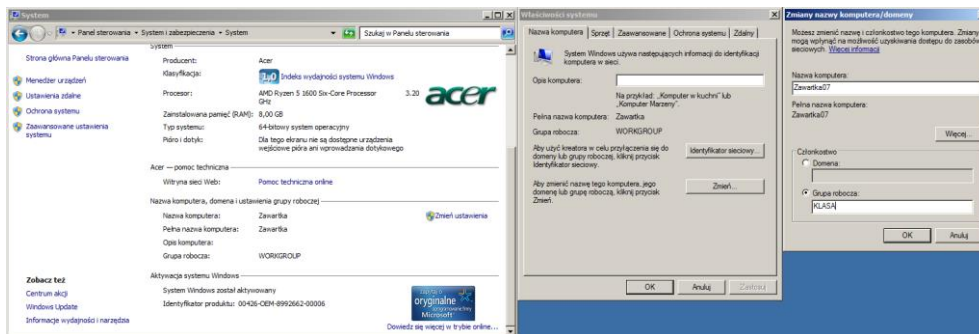 System
Panel sterowania
System i zabezpieczenia
System
Szukaj w Panelu sterowania
Strona główna Panelu sterowania
Menedżer urządzeń
Ustawienia zdalne
Ochrona systemu
Zaawansowane ustawienia
systemu
Zobacz też
Centrum akcji
Windows Update
Informacje wydajności i narzędzia
System
Producent: Acer
Klasyfikacja: 1,0 Indeks wydajności systemu Windows
Procesor: AMD Ryzen 5 1600 Six-Core Processor 3.20
GHz
acer
Zainstalowana pamięć (RAM): 8,00 GB
Typ systemu: 64-bitowy system operacyjny
Pióro i dotyk: Dla tego ekranu nie są dostępne urządzenia
wejściowe pióra ani wprowadzania dotykowego
Acer — pomoc techniczna
Witryna sieci Web: Pomoc techniczna online
Nazwa komputera, domena i ustawienia grupy roboczej
Nazwa komputera: Zawartka
Zmień ustawienia
Pełna nazwa komputera: Zawartka
Opis komputera:
Grupa robocza: WORKGROUP
Aktywacja systemu Windows
System Windows został aktywowany
Identyfikator produktu: 00426-OEM-8992662-00006
oryginalne
Microsoft
Dowiedz się więcej w trybie online...
Właściwości systemu
Nazwa komputera
Sprzęt
Zaawansowane
Ochrona systemu
Zdalny
System Windows używa następujących informacji do identyfikacji
komputera w sieci.
Opis komputera:
Na przykład: „Komputer w kuchni” lub
„Komputer Marzeny”.
Pełna nazwa komputera: Zawartka
Grupa robocza: WORKGROUP
Aby użyć kreatora w celu przyłączenia się do
domeny lub grupy roboczej, kliknij przycisk
Identyfikator sieciowy.
Identyfikator sieciowy...
Aby zmienić nazwę tego komputera, jego
domenę lub grupę roboczą, kliknij przycisk
Zmień.
Zmień...
OK
Anuluj
Zastosuj
Zmiany nazwy komputera/domeny
Możesz zmienić nazwę i członkostwo tego komputera. Zmiany
mogą wpłynąć na możliwość uzyskiwania dostępu do zasobów
sieciowych. Więcej informacji
Nazwa komputera:
Zawartka07
Pełna nazwa komputera:
Zawartka07
Więcej...
Członkostwo
Domena:
Grupa robocza:
KLASA
OK
Anuluj